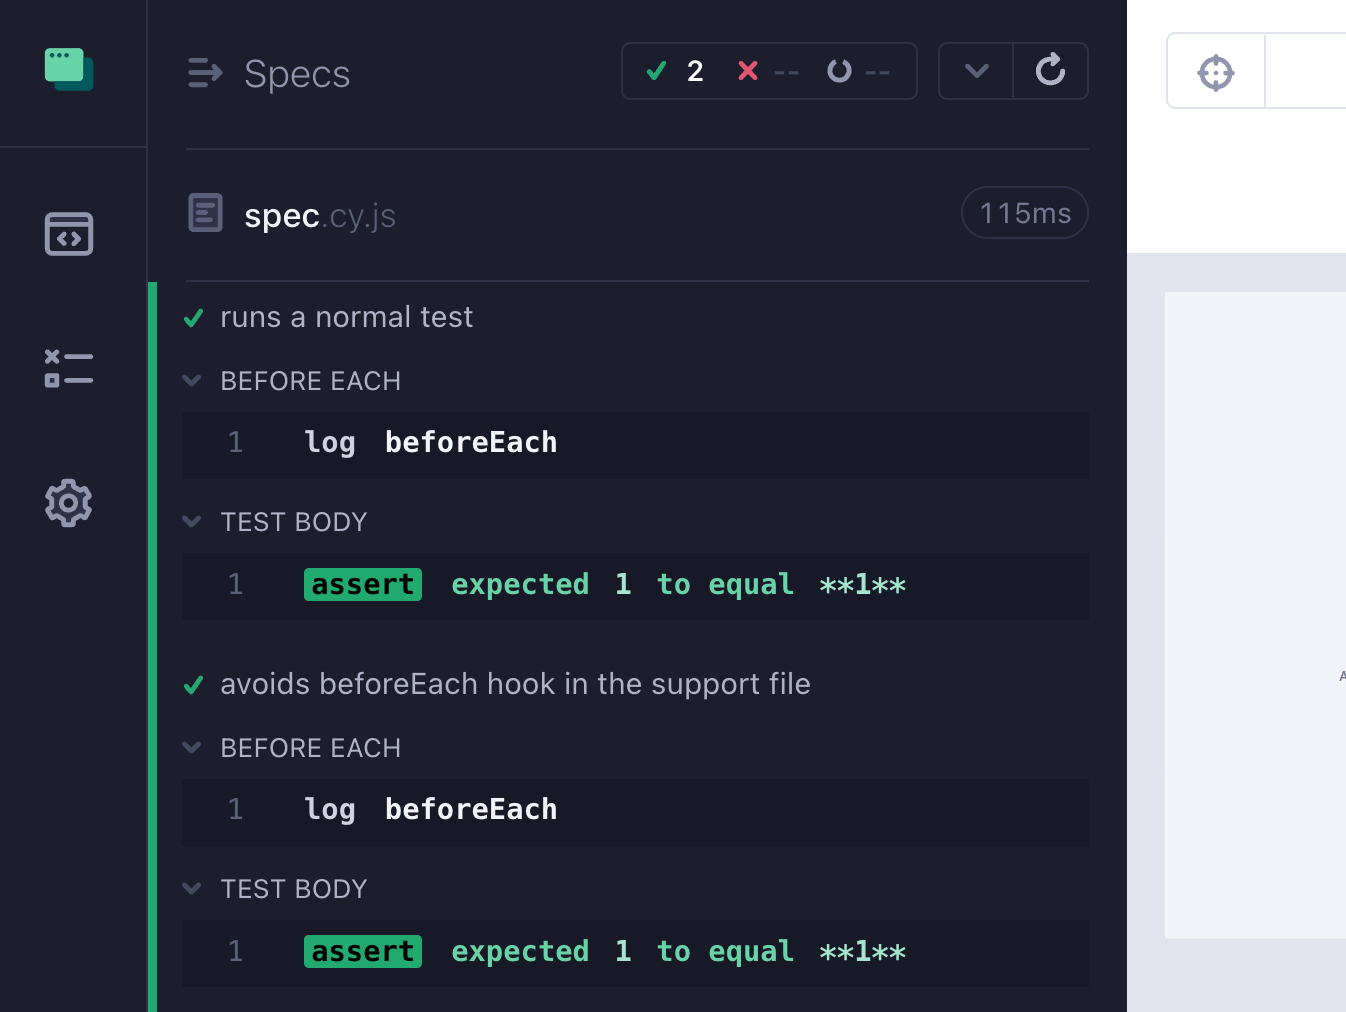 Specs 2 -- --
spec.cy.js 115ms
runs a normal test
BEFORE EACH
1 log beforeEach
TEST BODY
1 assert expected 1 to equal **1**
avoids beforeEach hook in the support file
BEFORE EACH
1 log beforeEach
TEST BODY
1 assert expected 1 to equal **1**